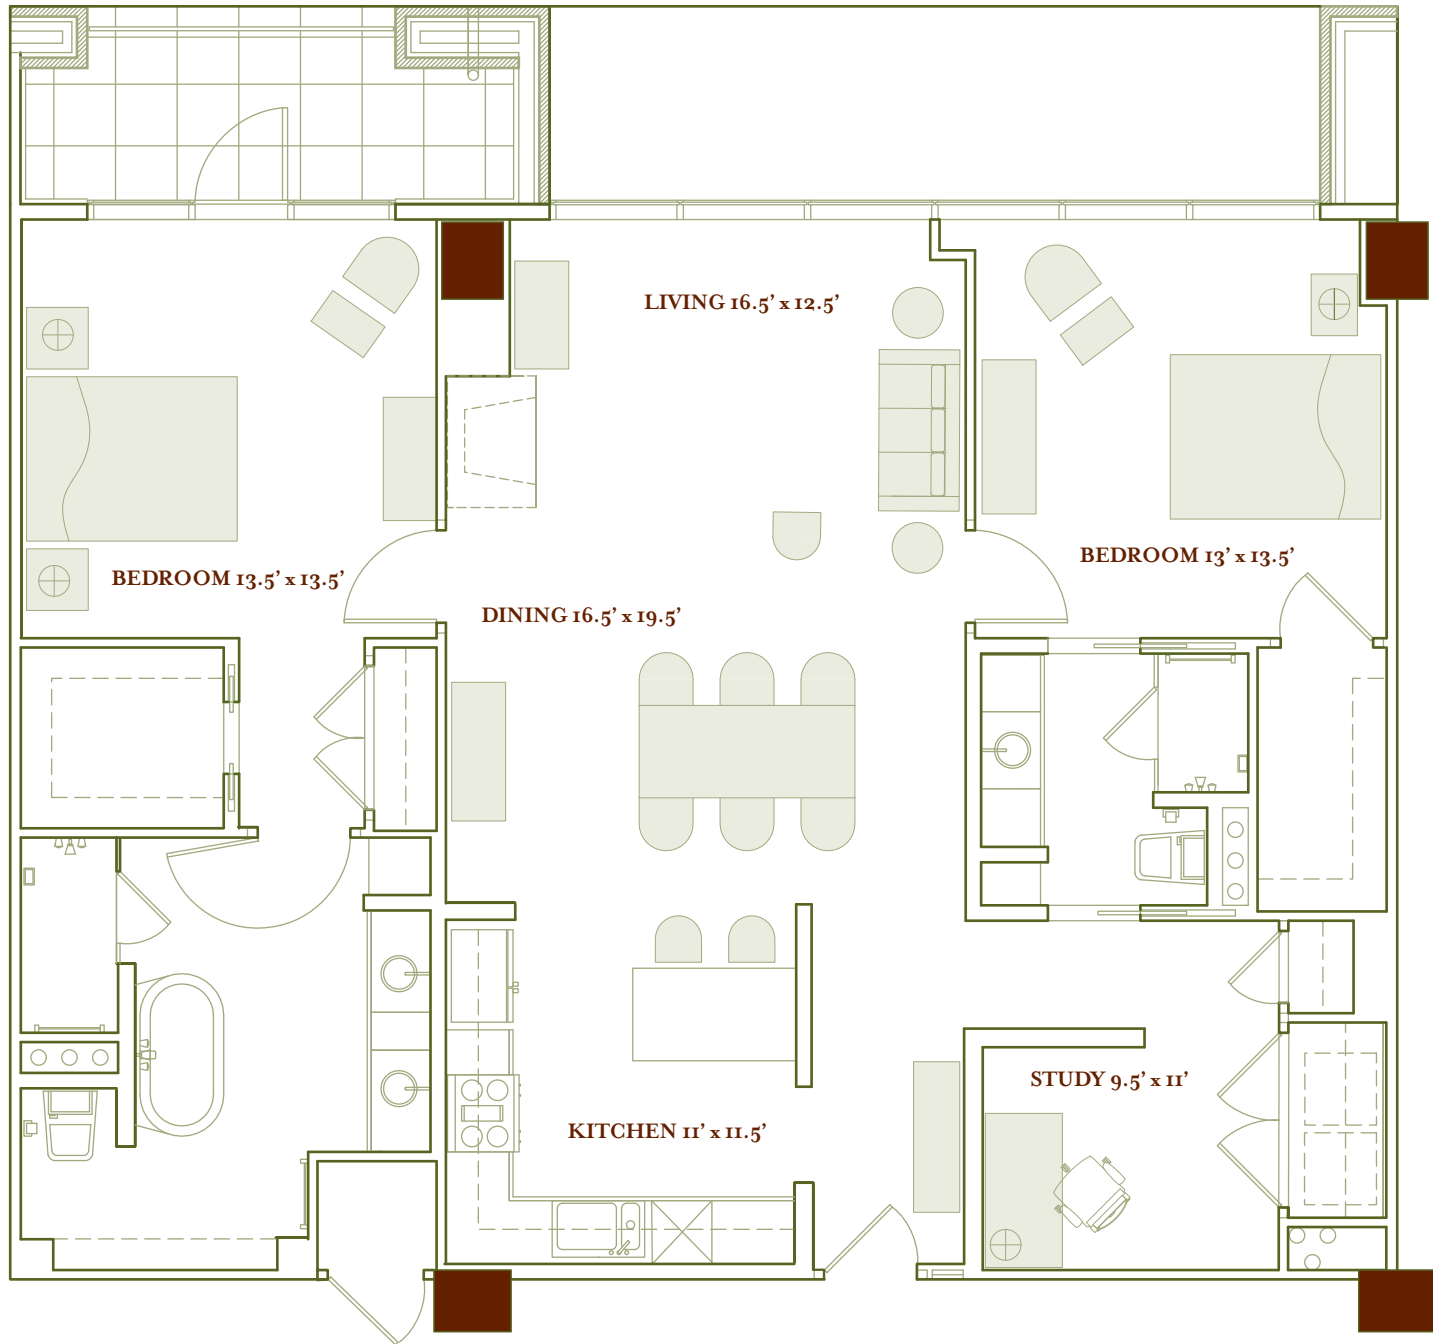 LIVING 16.5’ x 12.5’
BEDROOM 13’ x 13.5’
BEDROOM 13.5’ x 13.5’
DINING 16.5’ x 19.5’
STUDY 9.5’ x 11’
KITCHEN 11’ x 11.5’